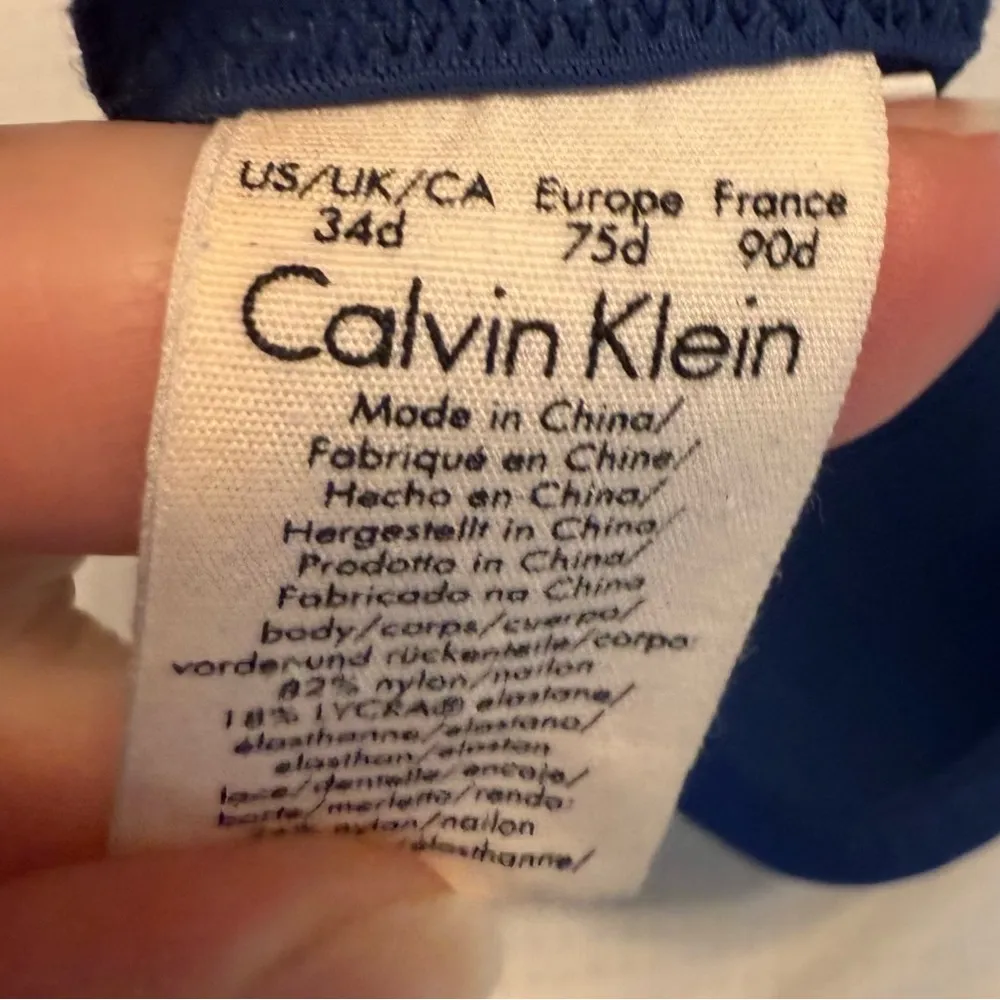 US/UK/CA Europe France
34d 75d 90d
Calvin Klein
Made in China/
Fabriqué en Chine/
Hecho en China/
Hergestellt in China/
Prodotto in China/
Fabricado na China
body/corps/cuerpo/
vorder-und rückenteile/corpo:
82% nylon/nailon
18% LYCRA® elastane/
élasthanne/elastano/
elasthan/elastan
lace/dentelle/encaje/
borte/merletto/renda:
nylon/nailon
élasthanne/